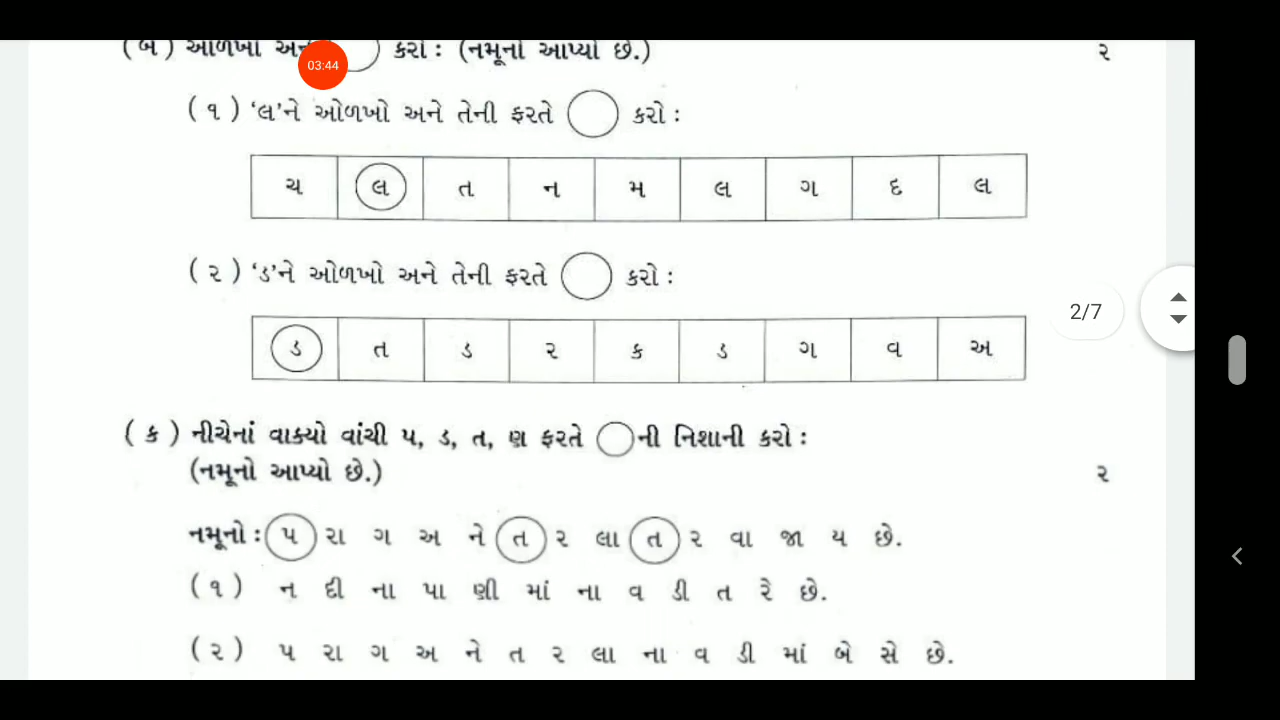 (બ) ઓળખો અને કરો : (નમૂનો આપ્યો છે.) ૨
03:44
(૧) ‘લ’ને ઓળખો અને તેની ફરતે કરો :
ચ લ ત ન મ લ ગ દ લ
(૨) ‘ડ’ને ઓળખો અને તેની ફરતે કરો :
2/7
ડ ત ડ ર ક ડ ગ વ અ
(ક) નીચેનાં વાક્યો વાંચી પ, ડ, ત, ણ ફરતે ની નિશાની કરો :
(નમૂનો આપ્યો છે.) ૨
નમૂનો : પ રા ગ અ ને ત ર લા ત ર વા જા ય છે.
(૧) ન દી ના પા ણી માં ના વ ડી ત રે છે.
(૨) પ રા ગ અ ને ત ર લા ના વ ડી માં બે સે છે.